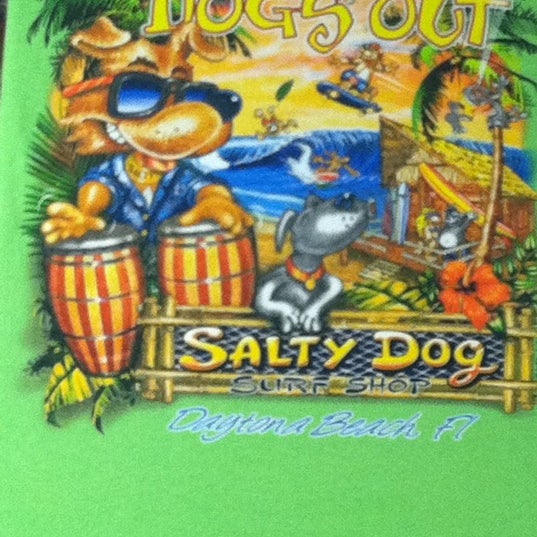 DOGS OUT
SALTY DOG
SURF SHOP
Daytona Beach, Fl